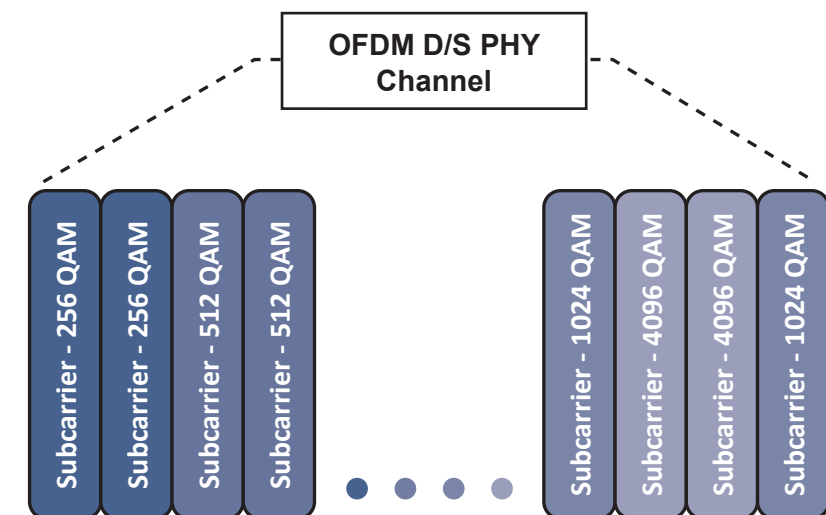 OFDM D/S PHY
Channel
Subcarrier - 256 QAM
Subcarrier - 256 QAM
Subcarrier - 512 QAM
Subcarrier - 512 QAM
Subcarrier - 1024 QAM
Subcarrier - 4096 QAM
Subcarrier - 4096 QAM
Subcarrier - 1024 QAM